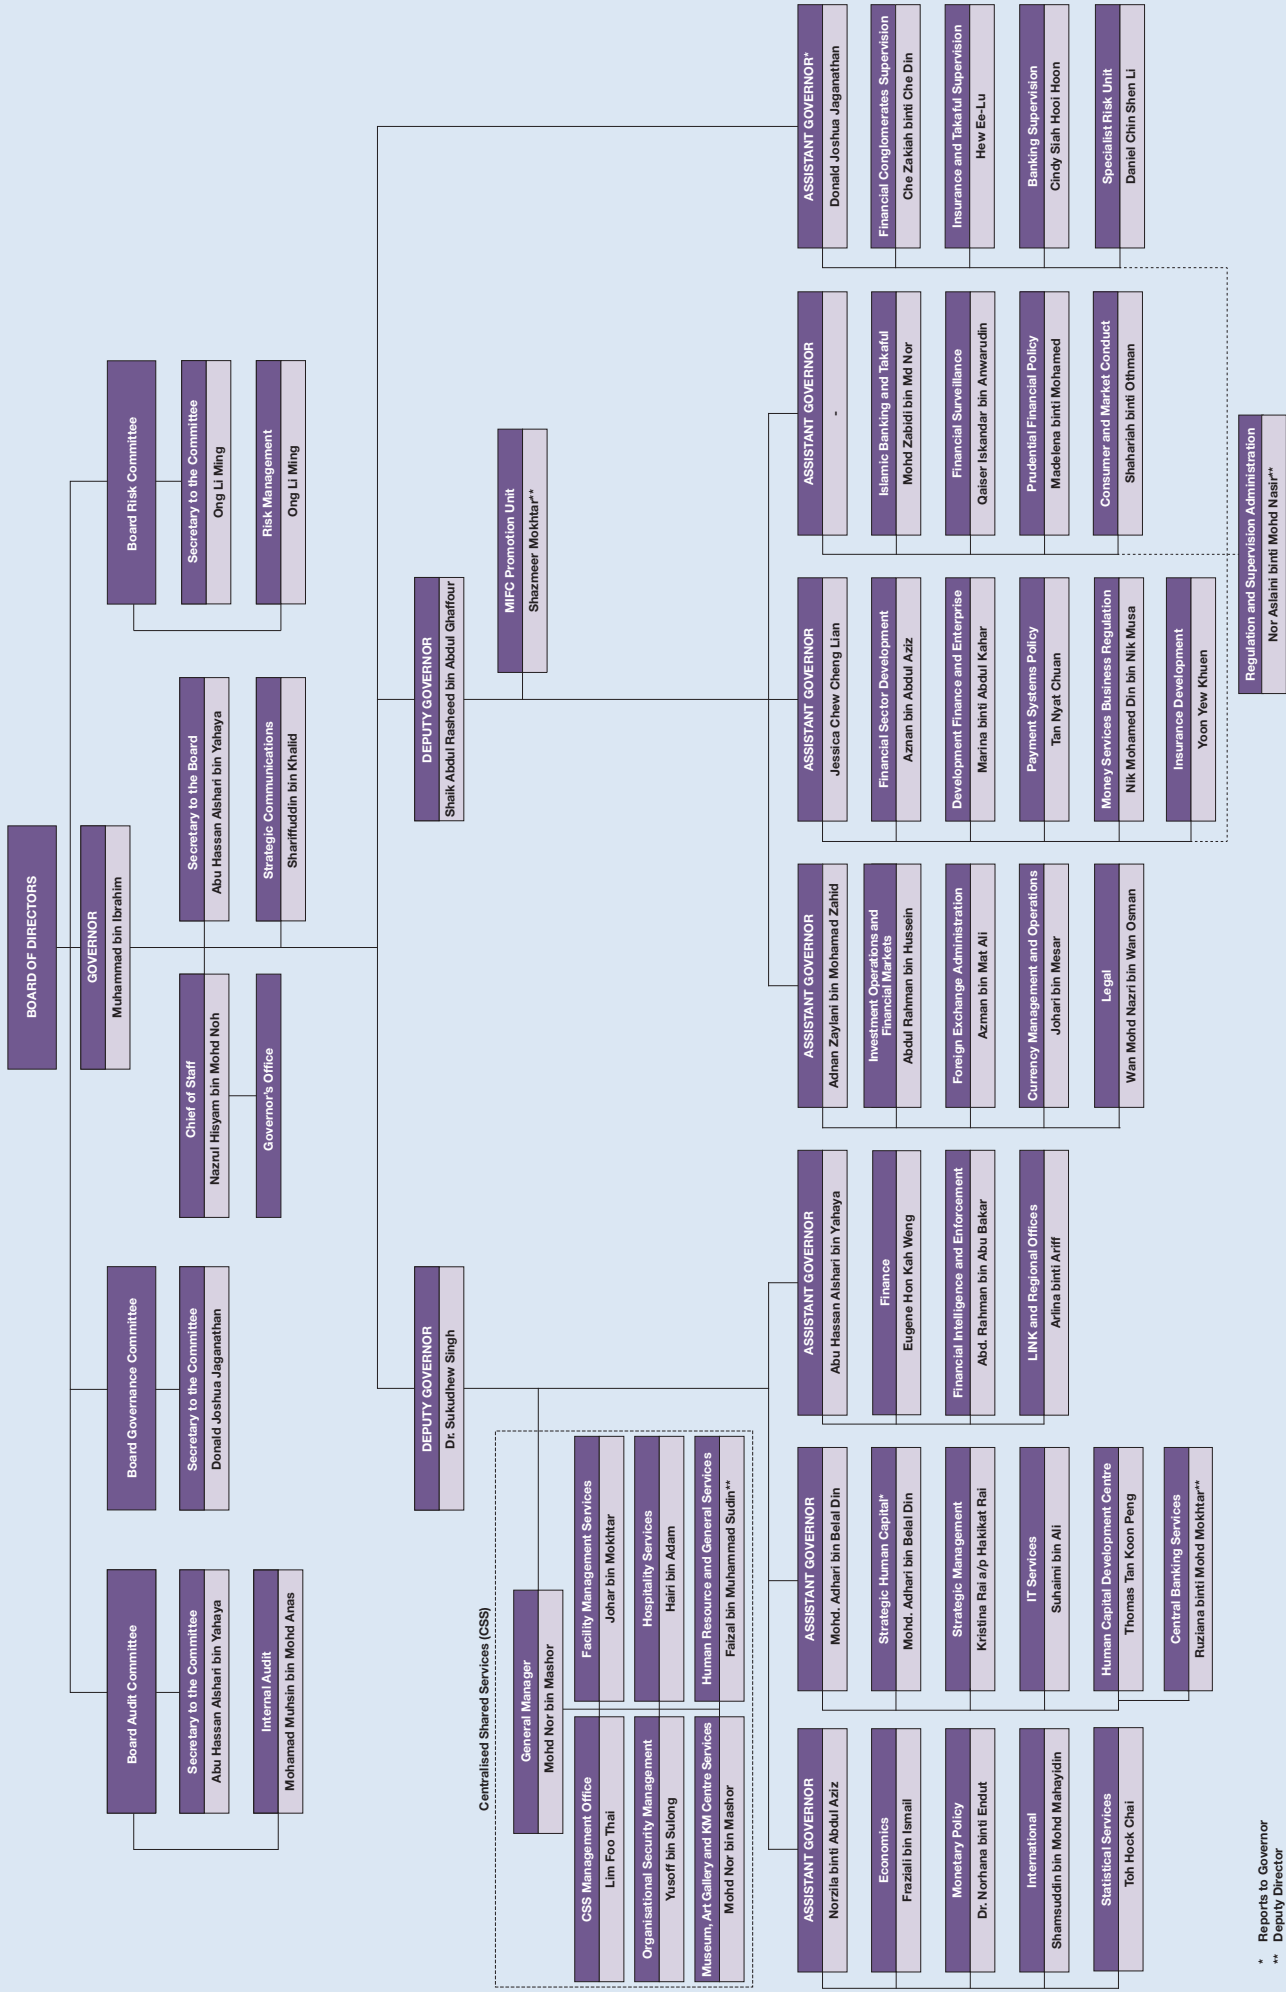 BOARD OF DIRECTORS
GOVERNOR
Muhammad bin Ibrahim
Board Audit Committee
Secretary to the Committee
Abu Hassan Alshari bin Yahaya
Internal Audit
Mohamad Muhsin bin Mohd Anas
Board Governance Committee
Secretary to the Committee
Donald Joshua Jaganathan
Chief of Staff
Nazrul Hisyam bin Mohd Noh
Governor's Office
Secretary to the Board
Abu Hassan Alshari bin Yahaya
Strategic Communications
Shariffuddin bin Khalid
Board Risk Committee
Secretary to the Committee
Ong Li Ming
Risk Management
Ong Li Ming
DEPUTY GOVERNOR
Dr. Sukudhew Singh
DEPUTY GOVERNOR
Shaik Abdul Rasheed bin Abdul Ghaffour
MIFC Promotion Unit
Shazmeer Mokhtar**
Centralised Shared Services (CSS)
General Manager
Mohd Nor bin Mashor
CSS Management Office
Lim Foo Thai
Facility Management Services
Johar bin Mokhtar
Organisational Security Management
Yusoff bin Sulong
Hospitality Services
Hairi bin Adam
Museum, Art Gallery and KM Centre Services
Mohd Nor bin Mashor
Human Resource and General Services
Faizal bin Muhammad Sudin**
ASSISTANT GOVERNOR
Norzila binti Abdul Aziz
Economics
Fraziali bin Ismail
Monetary Policy
Dr. Norhana binti Endut
International
Shamsuddin bin Mohd Mahayidin
Statistical Services
Toh Hock Chai
ASSISTANT GOVERNOR
Mohd. Adhari bin Belal Din
Strategic Human Capital*
Mohd. Adhari bin Belal Din
Strategic Management
Kristina Rai a/p Hakikat Rai
IT Services
Suhaimi bin Ali
Human Capital Development Centre
Thomas Tan Koon Peng
Central Banking Services
Ruziana binti Mohd Mokhtar**
ASSISTANT GOVERNOR
Abu Hassan Alshari bin Yahaya
Finance
Eugene Hon Kah Weng
Financial Intelligence and Enforcement
Abd. Rahman bin Abu Bakar
LINK and Regional Offices
Arlina binti Ariff
ASSISTANT GOVERNOR
Adnan Zaylani bin Mohamad Zahid
Investment Operations and
Financial Markets
Abdul Rahman bin Hussein
Foreign Exchange Administration
Azman bin Mat Ali
Currency Management and Operations
Johari bin Mesar
Legal
Wan Mohd Nazri bin Wan Osman
ASSISTANT GOVERNOR
Jessica Chew Cheng Lian
Financial Sector Development
Aznan bin Abdul Aziz
Development Finance and Enterprise
Marina binti Abdul Kahar
Payment Systems Policy
Tan Nyat Chuan
Money Services Business Regulation
Nik Mohamed Din bin Nik Musa
Insurance Development
Yoon Yew Khuen
ASSISTANT GOVERNOR
-
Islamic Banking and Takaful
Mohd Zabidi bin Md Nor
Financial Surveillance
Qaiser Iskandar bin Anwarudin
Prudential Financial Policy
Madelena binti Mohamed
Consumer and Market Conduct
Shahariah binti Othman
ASSISTANT GOVERNOR*
Donald Joshua Jaganathan
Financial Conglomerates Supervision
Che Zakiah binti Che Din
Insurance and Takaful Supervision
Hew Ee-Lu
Banking Supervision
Cindy Siah Hooi Hoon
Specialist Risk Unit
Daniel Chin Shen Li
Regulation and Supervision Administration
Nor Aslaini binti Mohd Nasir**
* Reports to Governor
** Deputy Director